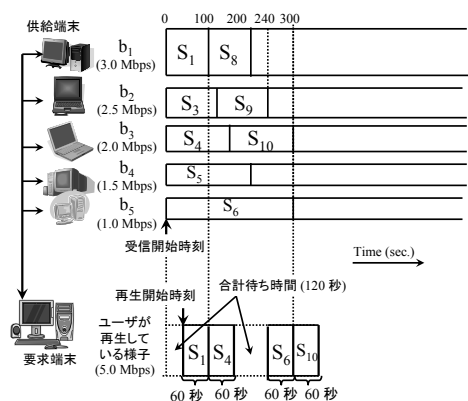 供給端末
0 100 200 240 300
b1
(3.0 Mbps)
S1 S8
b2
(2.5 Mbps)
S3 S9
b3
(2.0 Mbps)
S4 S10
b4
(1.5 Mbps)
S5
b5
(1.0 Mbps)
S6
受信開始時刻
Time (sec.)
再生開始時刻
合計待ち時間 (120 秒)
ユーザが
再生して
いる様子
(5.0 Mbps)
要求端末
S1 S4 S6 S10
60 秒 60 秒 60 秒 60 秒